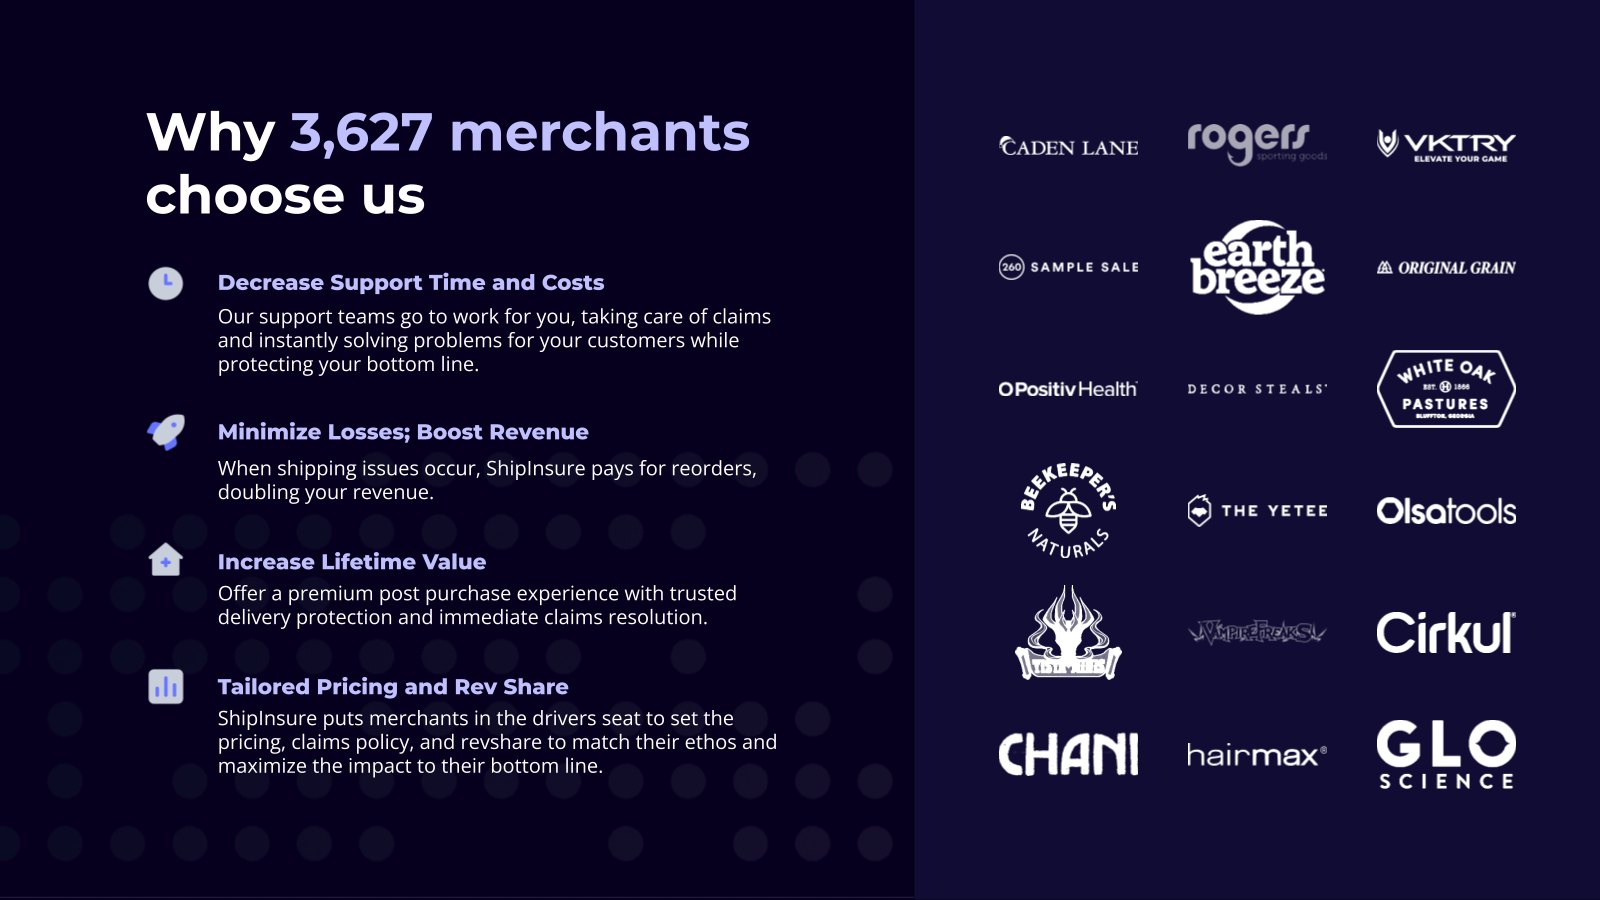 Why 3,627 merchants
choose us
Decrease Support Time and Costs
Our support teams go to work for you, taking care of claims
and instantly solving problems for your customers while
protecting your bottom line.
Minimize Losses; Boost Revenue
When shipping issues occur, ShipInsure pays for reorders,
doubling your revenue.
Increase Lifetime Value
Offer a premium post purchase experience with trusted
delivery protection and immediate claims resolution.
Tailored Pricing and Rev Share
ShipInsure puts merchants in the drivers seat to set the
pricing, claims policy, and revshare to match their ethos and
maximize the impact to their bottom line.
CADEN LANE
rogers
sporting goods
VKTRY
ELEVATE YOUR GAME
260 SAMPLE SALE
earth
breeze
ORIGINAL GRAIN
OPositivHealth
DECOR STEALS
WHITE OAK
EST. 1866
PASTURES
BLUFFTON, GEORGIA
BEEKEEPER'S
NATURALS
THE YETEE
Olsatools
VampireFreaks
Cirkul®
CHANI
hairmax®
GLO
SCIENCE